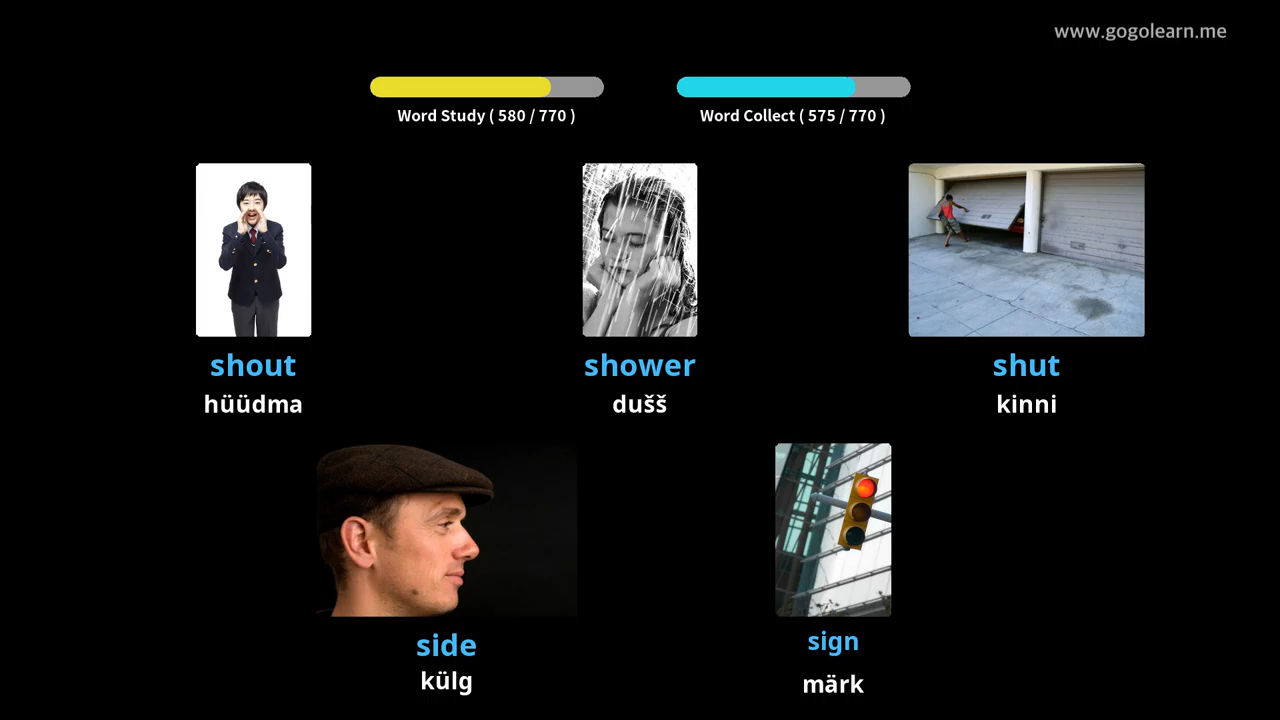 www.gogolearn.me
Word Study ( 580 / 770 )
Word Collect ( 575 / 770 )
shout
hüüdma
shower
dušš
shut
kinni
side
külg
sign
märk